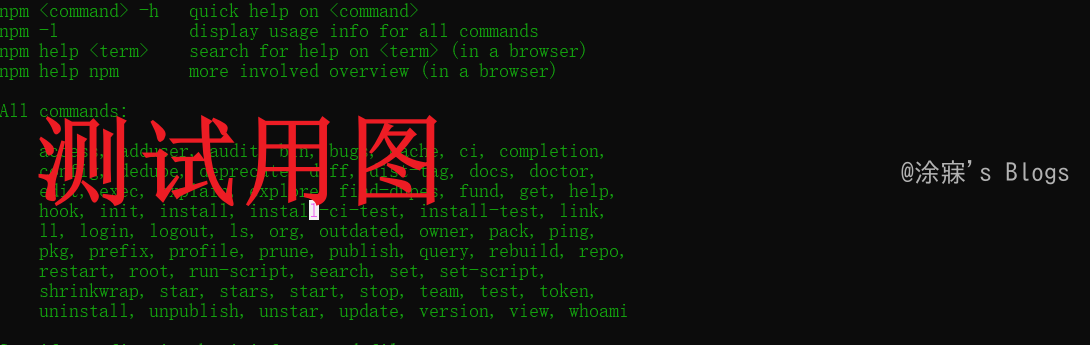 npm <command> -h   quick help on <command>
npm -l             display usage info for all commands
npm help <term>    search for help on <term> (in a browser)
npm help npm       more involved overview (in a browser)
All commands:
测试用图
access, adduser, audit, bin, bugs, cache, ci, completion,
config, dedupe, deprecate, diff, dist-tag, docs, doctor,
edit, exec, explain, explore, find-dupes, fund, get, help,
@涂寐's Blogs
hook, init, install, install-ci-test, install-test, link,
ll, login, logout, ls, org, outdated, owner, pack, ping,
pkg, prefix, profile, prune, publish, query, rebuild, repo,
restart, root, run-script, search, set, set-script,
shrinkwrap, star, stars, start, stop, team, test, token,
uninstall, unpublish, unstar, update, version, view, whoami